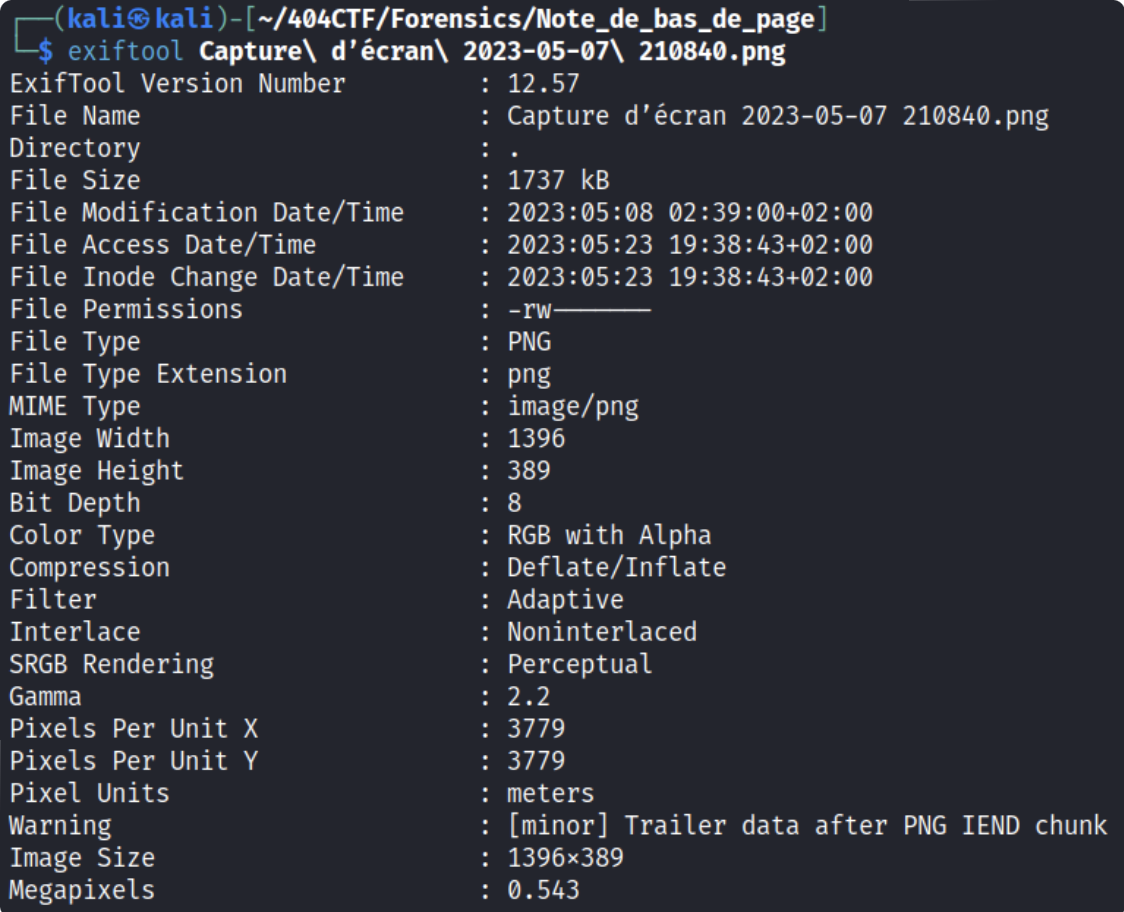 ┌──(kali㉿kali)-[~/404CTF/Forensics/Note_de_bas_de_page]
└─$ exiftool Capture\ d’écran\ 2023-05-07\ 210840.png
ExifTool Version Number : 12.57
File Name : Capture d’écran 2023-05-07 210840.png
Directory : .
File Size : 1737 kB
File Modification Date/Time : 2023:05:08 02:39:00+02:00
File Access Date/Time : 2023:05:23 19:38:43+02:00
File Inode Change Date/Time : 2023:05:23 19:38:43+02:00
File Permissions : -rw-------
File Type : PNG
File Type Extension : png
MIME Type : image/png
Image Width : 1396
Image Height : 389
Bit Depth : 8
Color Type : RGB with Alpha
Compression : Deflate/Inflate
Filter : Adaptive
Interlace : Noninterlaced
SRGB Rendering : Perceptual
Gamma : 2.2
Pixels Per Unit X : 3779
Pixels Per Unit Y : 3779
Pixel Units : meters
Warning : [minor] Trailer data after PNG IEND chunk
Image Size : 1396×389
Megapixels : 0.543